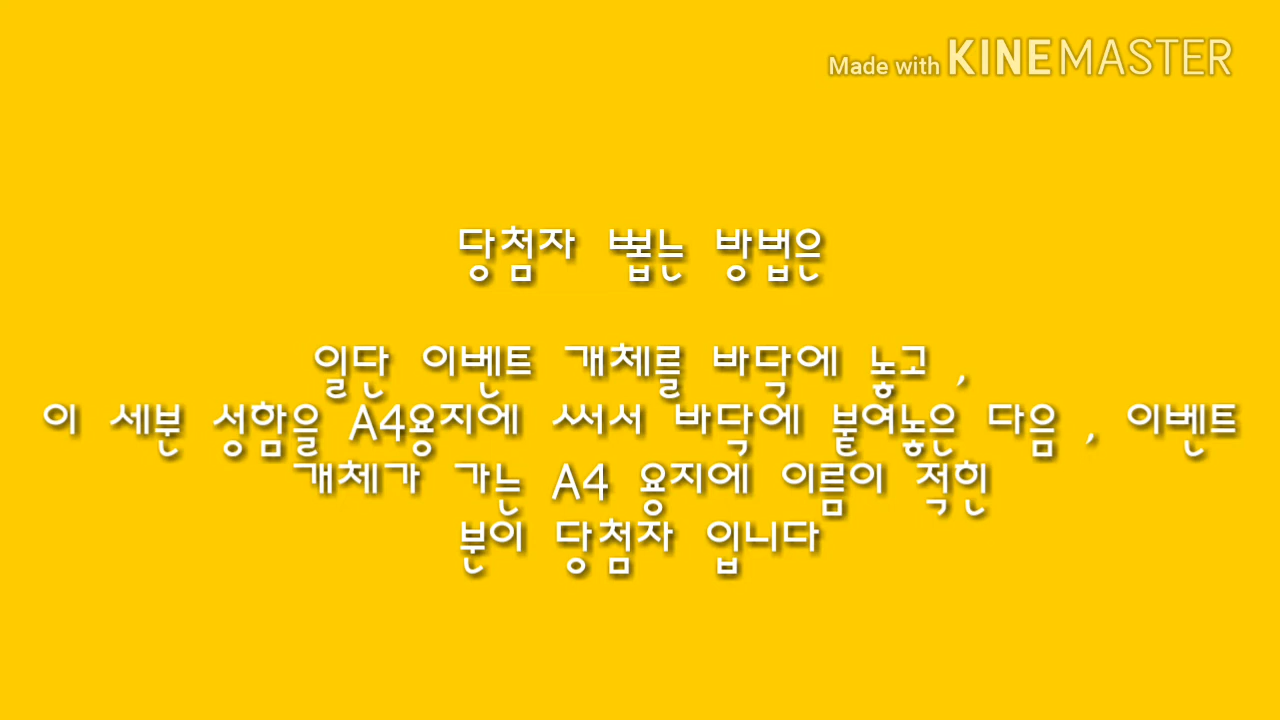 Made with KINEMASTER
당첨자 뽑는 방법은
일단 이벤트 개체를 바닥에 놓고 ,
이 세분 성함을 A4용지에 써서 바닥에 붙여놓은 다음 , 이벤트
개체가 가는 A4 용지에 이름이 적힌
분이 당첨자 입니다